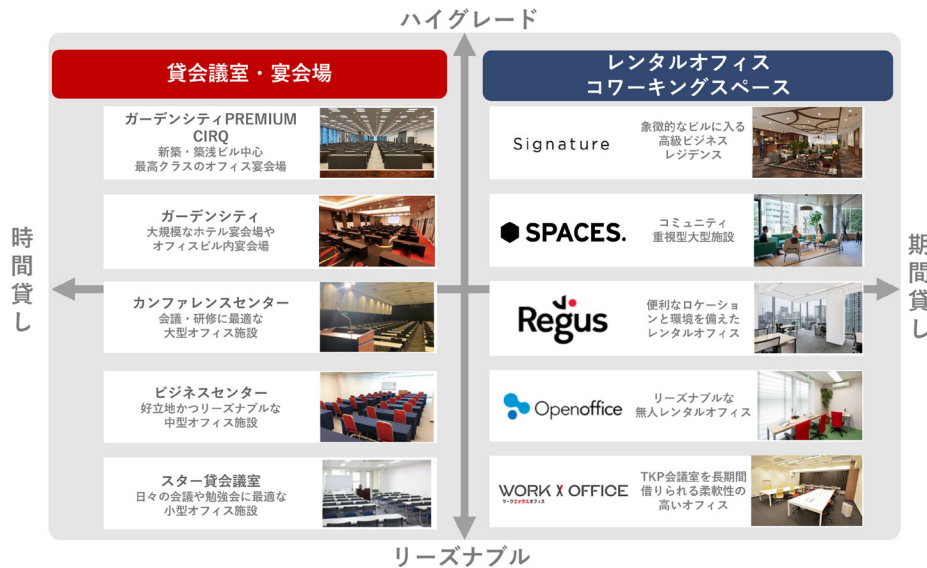 ハイグレード
貸会議室・宴会場
ガーデンシティPREMIUM
CIRQ
新築・築浅ビル中心
最高クラスのオフィス宴会場
ガーデンシティ
大規模なホテル宴会場や
オフィスビル内宴会場
カンファレンスセンター
会議・研修に最適な
大型オフィス施設
ビジネスセンター
好立地かつリーズナブルな
中型オフィス施設
スター貸会議室
日々の会議や勉強会に最適な
小型オフィス施設
レンタルオフィス
コワーキングスペース
Signature
象徴的なビルに入る
高級ビジネス
レジデンス
SPACES.
コミュニティ
重視型大型施設
Regus
便利なロケーショ
ンと環境を備えた
レンタルオフィス
Openoffice
リーズナブルな
無人レンタルオフィス
WORK X OFFICE
ワークエックスオフィス
TKP会議室を長期間
借りられる柔軟性の
高いオフィス
時間貸し
期間貸し
リーズナブル